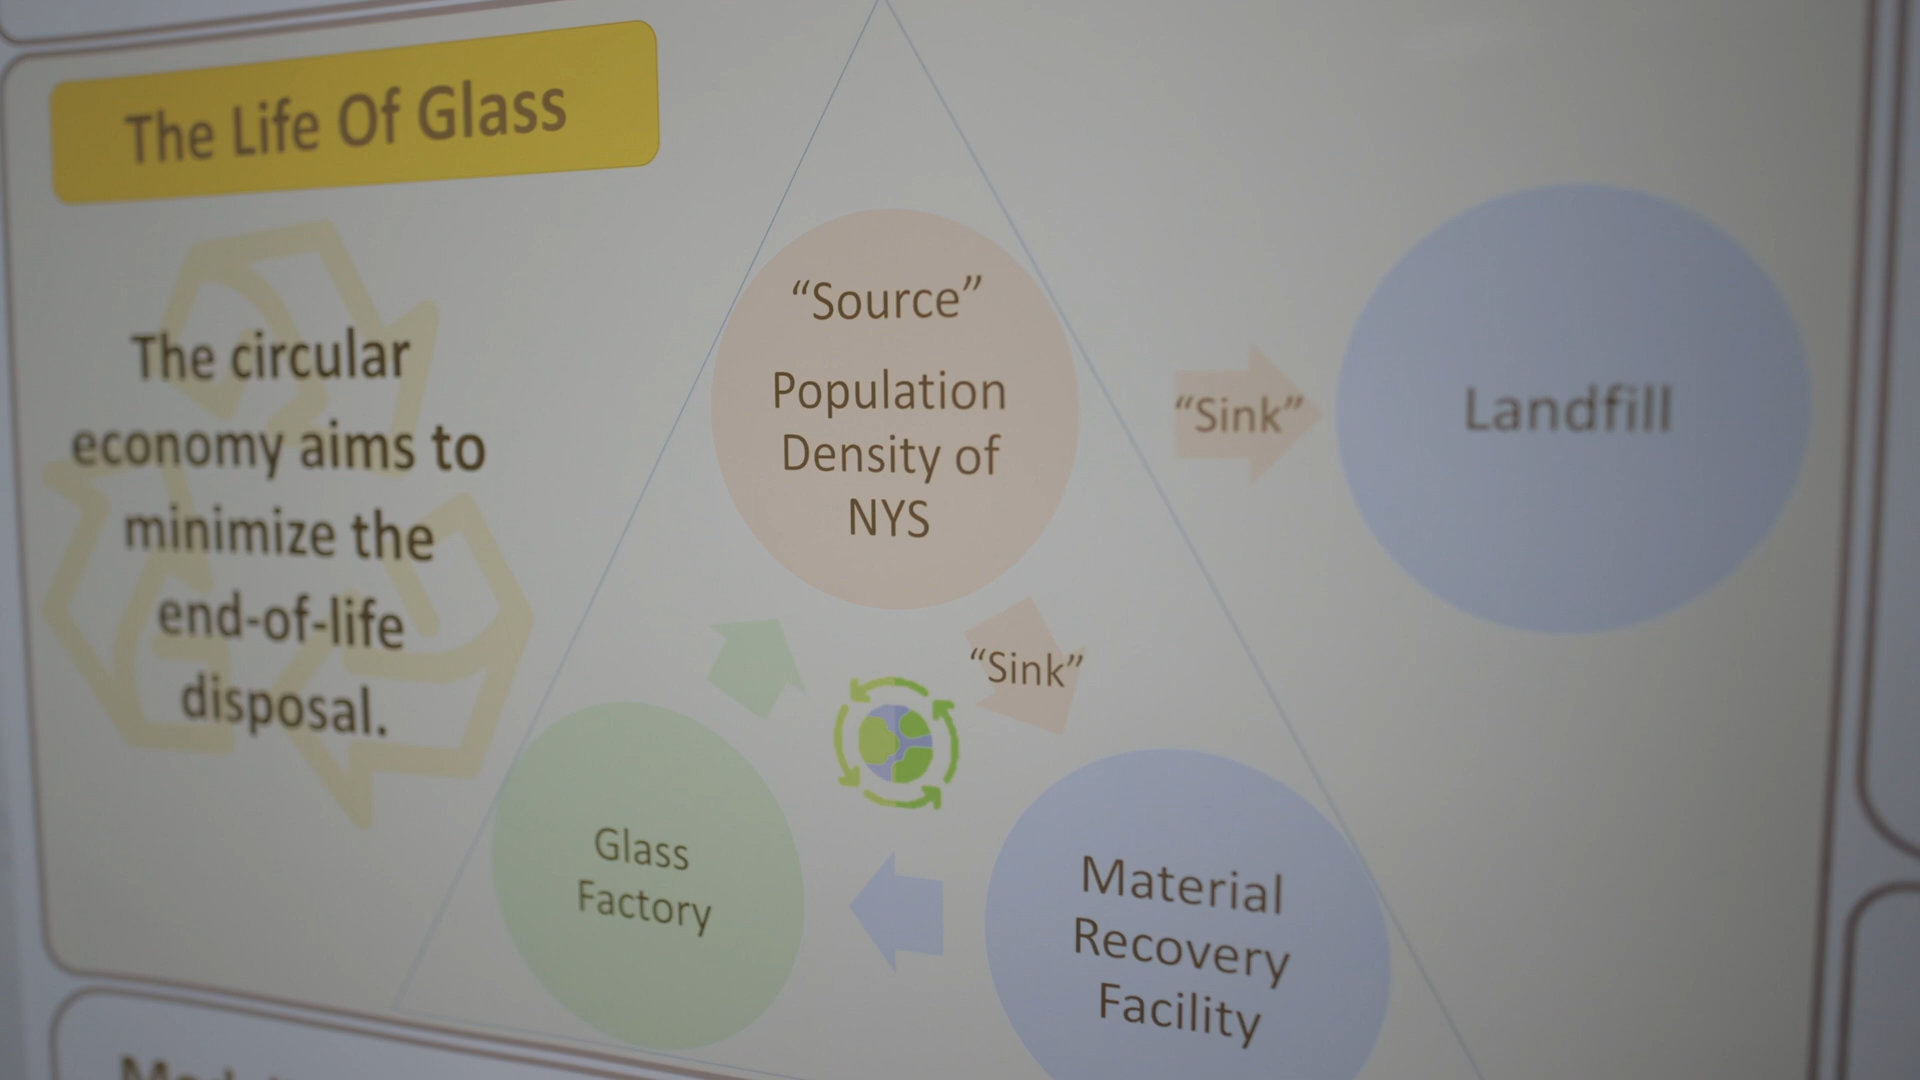 The Life Of Glass
The circular
economy aims to
minimize the
end-of-life
disposal.
“Source”
Population
Density of
NYS
“Sink”
Landfill
“Sink”
Glass
Factory
Material
Recovery
Facility